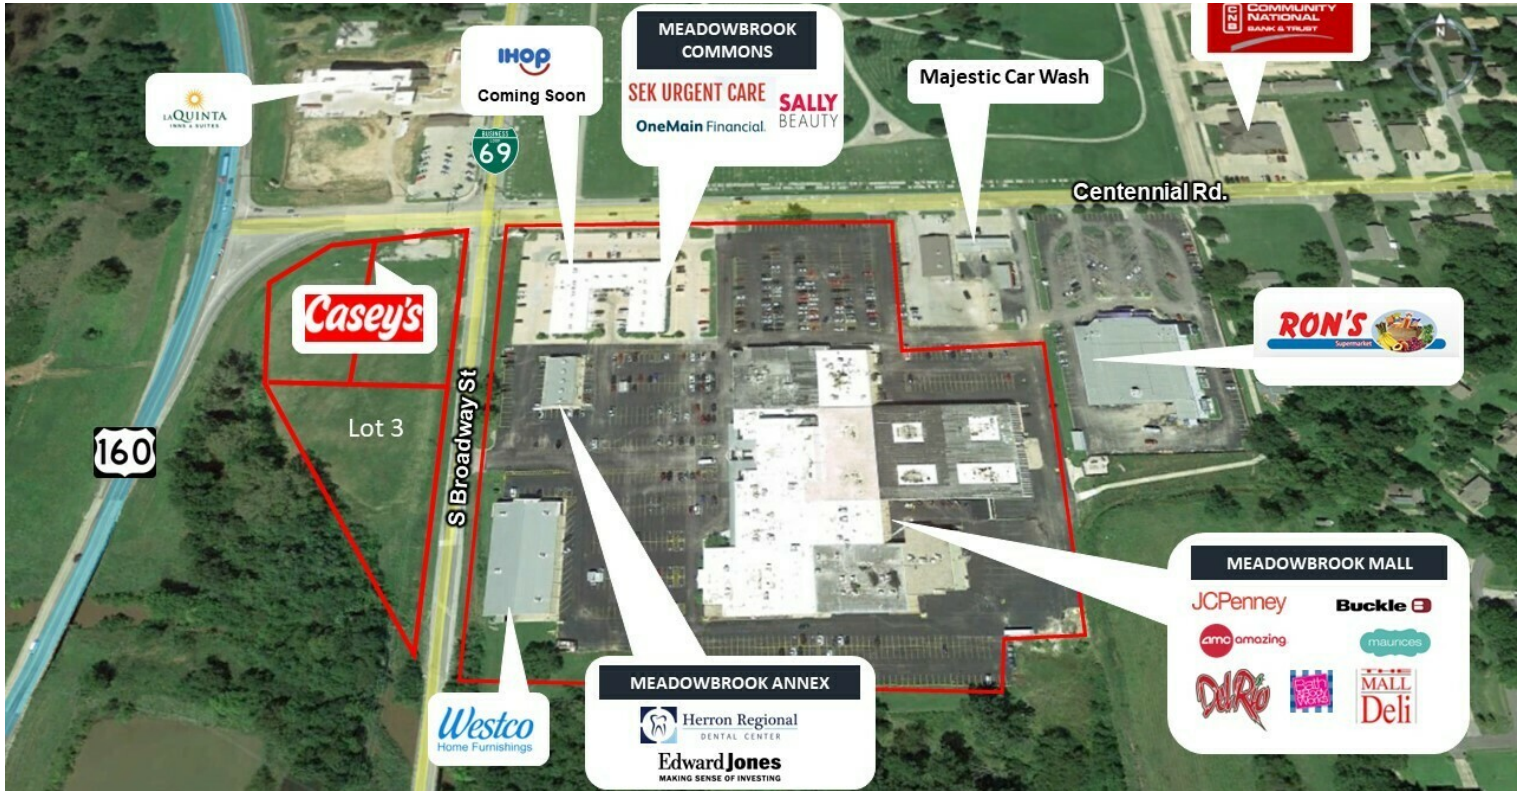 COMMUNITY
NATIONAL
BANK & TRUST
CNB
N
MEADOWBROOK
COMMONS
IHOP
Coming Soon
SEK URGENT CARE
SALLY
BEAUTY
OneMain Financial.
Majestic Car Wash
LAQUINTA
INNS & SUITES
BUSINESS
LOOP
69
Centennial Rd.
Casey's
RON'S
Supermarket
S Broadway St
Lot 3
160
MEADOWBROOK MALL
JCPenney
Buckle B
amc amazing
maurices
Del Rio
Bath
& Body
Works
THE
MALL
Deli
MEADOWBROOK ANNEX
Herron Regional
DENTAL CENTER
Edward Jones
MAKING SENSE OF INVESTING
Westco
Home Furnishings